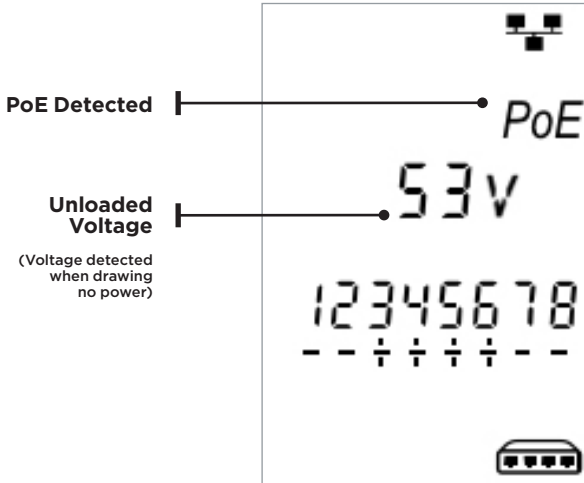 PoE Detected
PoE
53V
Unloaded
Voltage
(Voltage detected
when drawing
no power)
12345678
- - ÷ ÷ ÷ ÷ - -